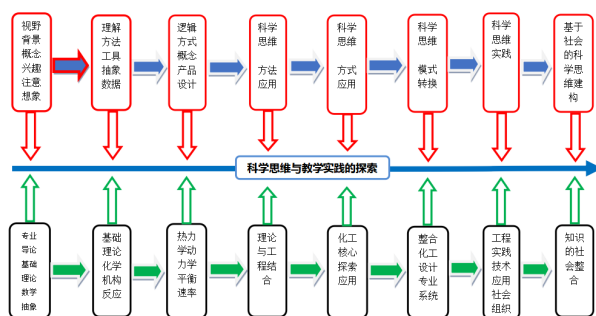 视野
背景
概念
兴趣
注意
想象
理解
方法
工具
抽象
数据
逻辑
方式
概念
产品
设计
科学
思维
方法
应用
科学
思维
方式
应用
科学
思维
模式
转换
科学
思维
实践
基于
社会
的科
学思
维建
构
科学思维与教学实践的探索
专业
导论
基础
理论
数学
抽象
基础
理论
化学
机构
反应
热力
学动
力学
平衡
速率
理论
与工
程结
合
化工
核心
探索
应用
整合
化工
设计
专业
系统
工程
实践
技术
应用
社会
组织
知识
的社
会整
合